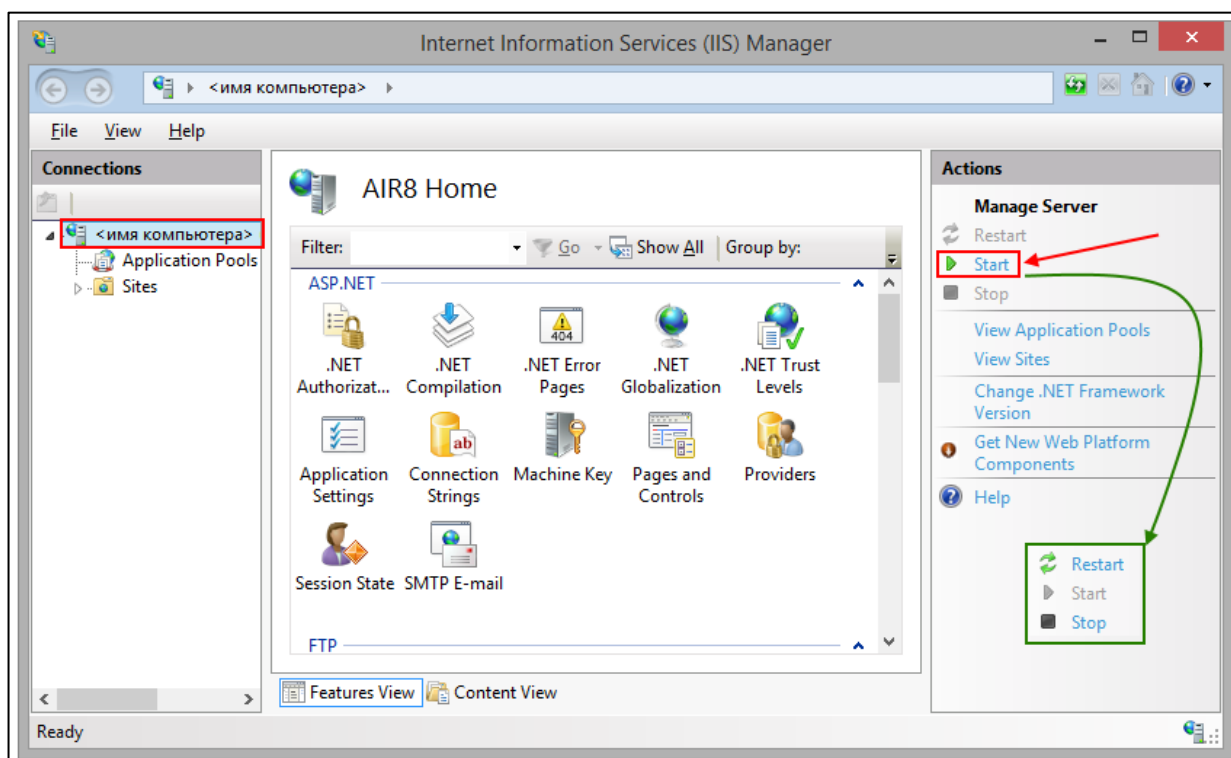 Internet Information Services (IIS) Manager
<имя компьютера>
File View Help
Connections
<имя компьютера>
Application Pools
Sites
AIR8 Home
Filter: Go Show All Group by:
ASP.NET
.NET Authorizat...
.NET Compilation
404
.NET Error Pages
.NET Globalization
.NET Trust Levels
Application Settings
ab
Connection Strings
Machine Key
Pages and Controls
Providers
Session State
SMTP E-mail
FTP
Features View Content View
Actions
Manage Server
Restart
Start
Stop
View Application Pools
View Sites
Change .NET Framework
Version
Get New Web Platform
Components
Help
Restart
Start
Stop
Ready